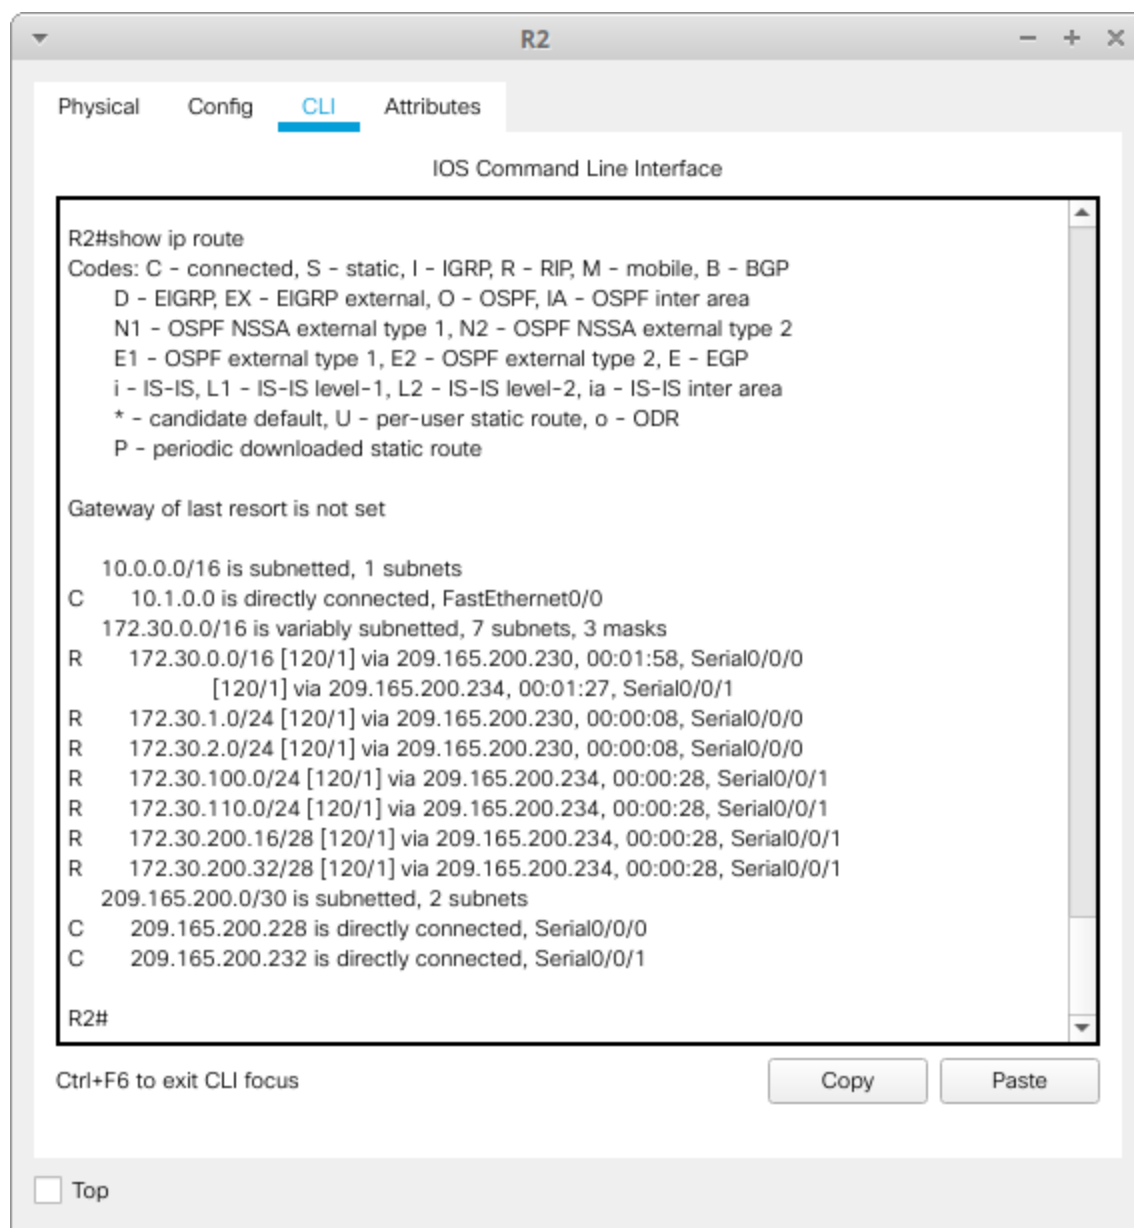 R2
Physical Config CLI Attributes
IOS Command Line Interface
R2#show ip route
Codes: C - connected, S - static, I - IGRP, R - RIP, M - mobile, B - BGP
D - EIGRP, EX - EIGRP external, O - OSPF, IA - OSPF inter area
N1 - OSPF NSSA external type 1, N2 - OSPF NSSA external type 2
E1 - OSPF external type 1, E2 - OSPF external type 2, E - EGP
i - IS-IS, L1 - IS-IS level-1, L2 - IS-IS level-2, ia - IS-IS inter area
* - candidate default, U - per-user static route, o - ODR
P - periodic downloaded static route
Gateway of last resort is not set
10.0.0.0/16 is subnetted, 1 subnets
C 10.1.0.0 is directly connected, FastEthernet0/0
172.30.0.0/16 is variably subnetted, 7 subnets, 3 masks
R 172.30.0.0/16 [120/1] via 209.165.200.230, 00:01:58, Serial0/0/0
[120/1] via 209.165.200.234, 00:01:27, Serial0/0/1
R 172.30.1.0/24 [120/1] via 209.165.200.230, 00:00:08, Serial0/0/0
R 172.30.2.0/24 [120/1] via 209.165.200.230, 00:00:08, Serial0/0/0
R 172.30.100.0/24 [120/1] via 209.165.200.234, 00:00:28, Serial0/0/1
R 172.30.110.0/24 [120/1] via 209.165.200.234, 00:00:28, Serial0/0/1
R 172.30.200.16/28 [120/1] via 209.165.200.234, 00:00:28, Serial0/0/1
R 172.30.200.32/28 [120/1] via 209.165.200.234, 00:00:28, Serial0/0/1
209.165.200.0/30 is subnetted, 2 subnets
C 209.165.200.228 is directly connected, Serial0/0/0
C 209.165.200.232 is directly connected, Serial0/0/1
R2#
Ctrl+F6 to exit CLI focus
Copy Paste
Top